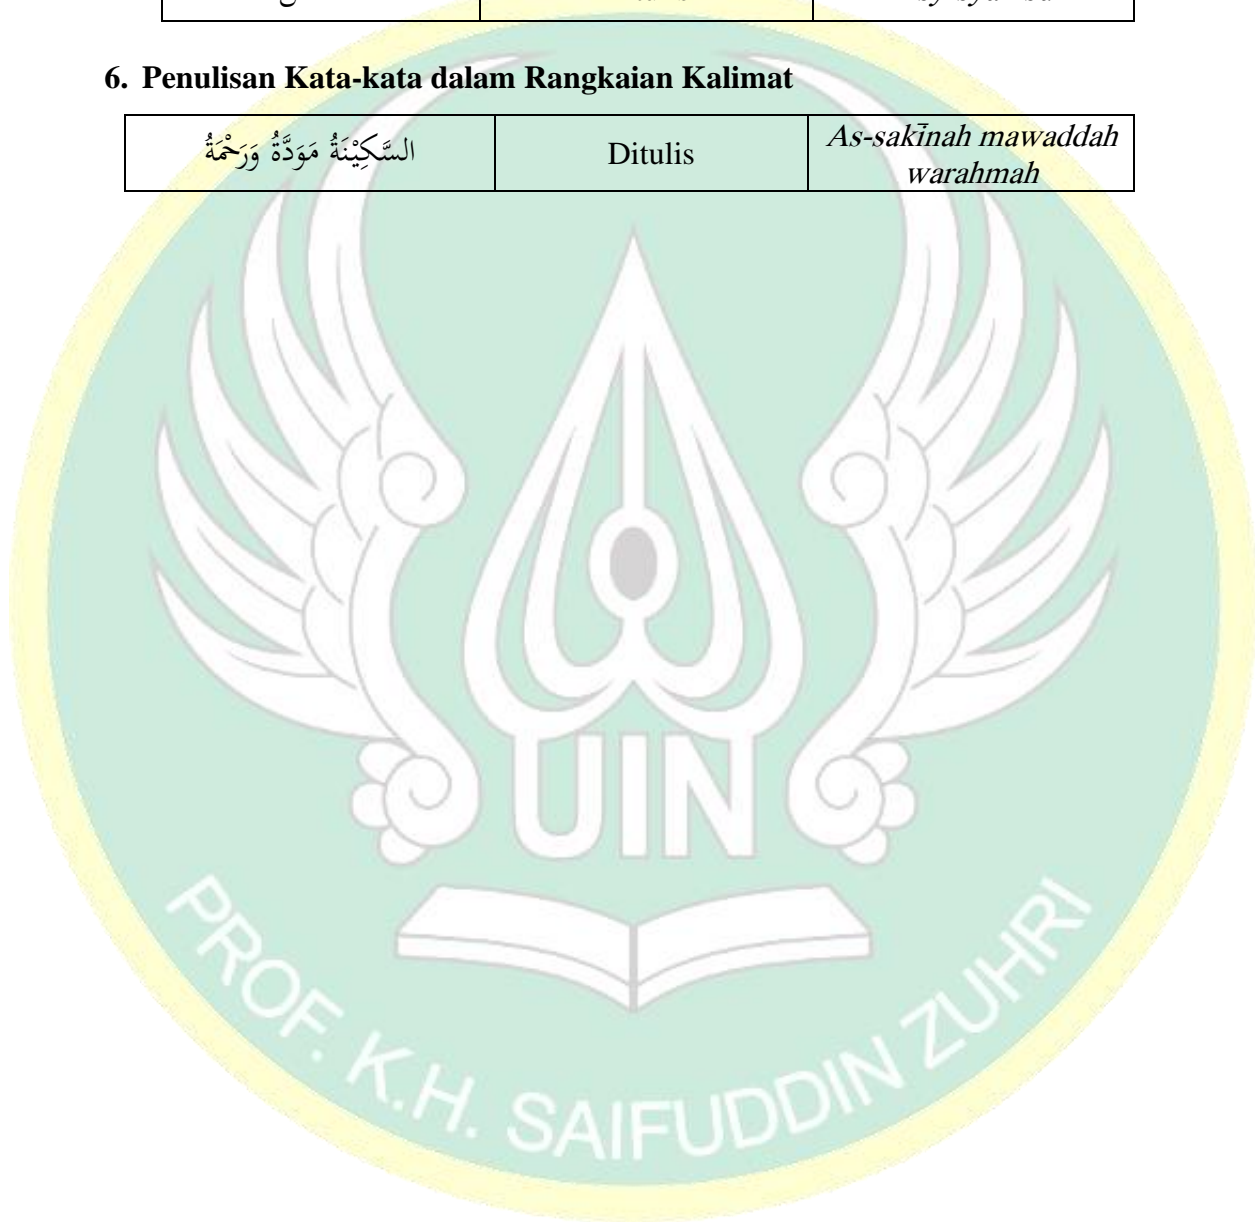 6. Penulisan Kata-kata dalam Rangkaian Kalimat
السَّكِيْنَةُ مَوَدَّةُ وَرَحْمَةُ Ditulis As-sakīnah mawaddah
warahmah
UIN
PROF. K.H. SAIFUDDIN ZUHRI